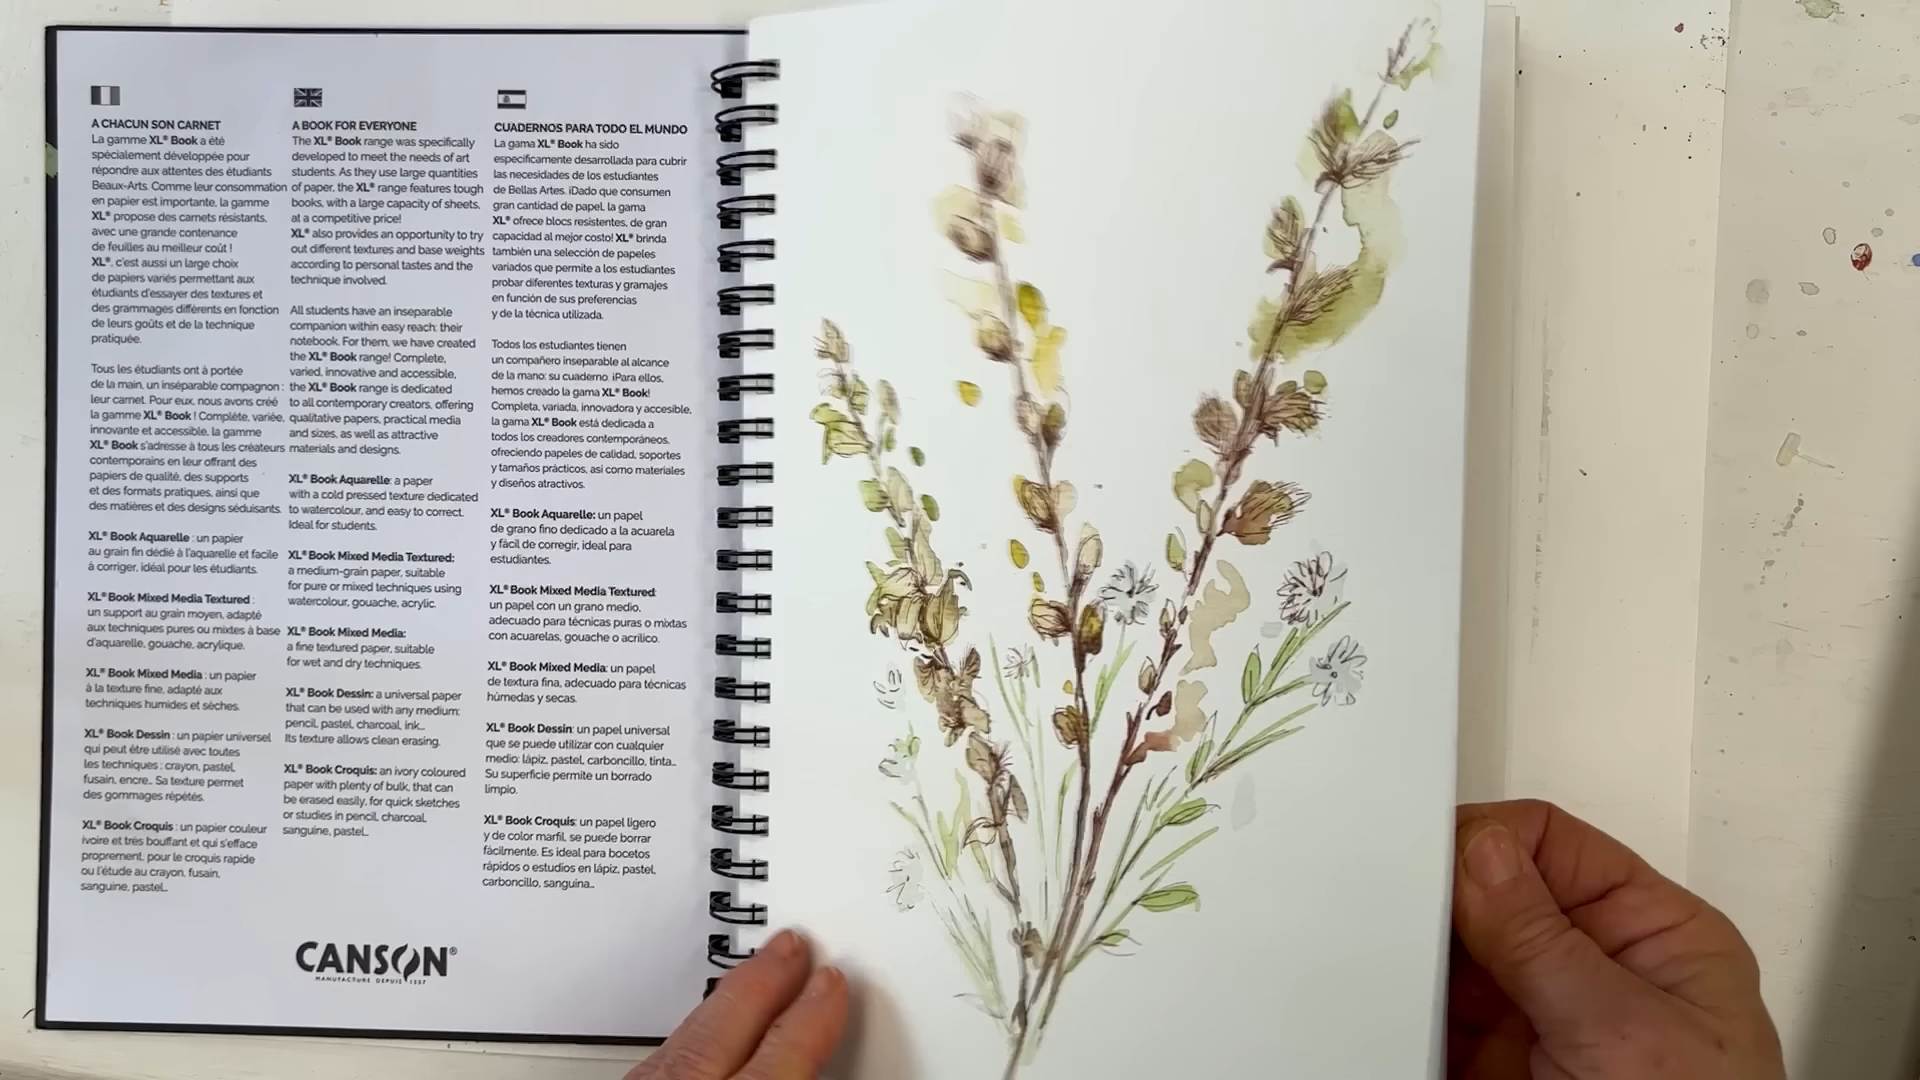 A CHACUN SON CARNET
La gamme XL® Book a été
spécialement développée pour
répondre aux attentes des étudiants
Beaux-Arts. Comme leur consommation
en papier est importante, la gamme
XL® propose des carnets résistants,
avec une grande contenance
de feuilles au meilleur coût !
XL®, c'est aussi un large choix
de papiers variés permettant aux
étudiants d'essayer des textures et
des grammages différents en fonction
de leurs goûts et de la technique
pratiquée.
Tous les étudiants ont à portée
de la main, un inséparable compagnon :
leur carnet. Pour eux, nous avons créé
la gamme XL® Book ! Complète, variée,
innovante et accessible, la gamme
XL® Book s'adresse à tous les créateurs
contemporains en leur offrant des
papiers de qualité, des supports
et des formats pratiques, ainsi que
des matières et des designs séduisants.
XL® Book Aquarelle : un papier
au grain fin dédié à l'aquarelle et facile
à corriger, idéal pour les étudiants.
XL® Book Mixed Media Textured :
un support au grain moyen, adapté
aux techniques pures ou mixtes à base
d'aquarelle, gouache, acrylique.
XL® Book Mixed Media : un papier
à la texture fine, adapté aux
techniques humides et sèches.
XL® Book Dessin : un papier universel
qui peut être utilisé avec toutes
les techniques : crayon, pastel,
fusain, encre... Sa texture permet
des gommages répétés.
XL® Book Croquis : un papier couleur
ivoire et très bouffant et qui s'efface
proprement, pour le croquis rapide
ou l'étude au crayon, fusain,
sanguine, pastel...
A BOOK FOR EVERYONE
The XL® Book range was specifically
developed to meet the needs of art
students. As they use large quantities
of paper, the XL® range features tough
books, with a large capacity of sheets,
at a competitive price!
XL® also provides an opportunity to try
out different textures and base weights
according to personal tastes and the
technique involved.
All students have an inseparable
companion within easy reach: their
notebook. For them, we have created
the XL® Book range! Complete,
varied, innovative and accessible,
the XL® Book range is dedicated
to all contemporary creators, offering
qualitative papers, practical media
and sizes, as well as attractive
materials and designs.
XL® Book Aquarelle: a paper
with a cold pressed texture dedicated
to watercolour, and easy to correct.
Ideal for students.
XL® Book Mixed Media Textured:
a medium-grain paper, suitable
for pure or mixed techniques using
watercolour, gouache, acrylic.
XL® Book Mixed Media:
a fine textured paper, suitable
for wet and dry techniques.
XL® Book Dessin: a universal paper
that can be used with any medium:
pencil, pastel, charcoal, ink...
Its texture allows clean erasing.
XL® Book Croquis: an ivory coloured
paper with plenty of bulk, that can
be erased easily, for quick sketches
or studies in pencil, charcoal,
sanguine, pastel...
CUADERNOS PARA TODO EL MUNDO
La gama XL® Book ha sido
especificamente desarrollada para cubrir
las necesidades de los estudiantes
de Bellas Artes. ¡Dado que consumen
gran cantidad de papel, la gama
XL® ofrece blocs resistentes, de gran
capacidad al mejor costo! XL® brinda
también una selección de papeles
variados que permite a los estudiantes
probar diferentes texturas y gramajes
en función de sus preferencias
y de la técnica utilizada.
Todos los estudiantes tienen
un compañero inseparable al alcance
de la mano: su cuaderno. ¡Para ellos,
hemos creado la gama XL® Book!
Completa, variada, innovadora y accesible,
la gama XL® Book está dedicada a
todos los creadores contemporáneos,
ofreciendo papeles de calidad, soportes
y tamaños prácticos, así como materiales
y diseños atractivos.
XL® Book Aquarelle: un papel
de grano fino dedicado a la acuarela
y fácil de corregir, ideal para
estudiantes.
XL® Book Mixed Media Textured:
un papel con un grano medio,
adecuado para técnicas puras o mixtas
con acuarelas, gouache o acrílico.
XL® Book Mixed Media: un papel
de textura fina, adecuado para técnicas
húmedas y secas.
XL® Book Dessin: un papel universal
que se puede utilizar con cualquier
medio: lápiz, pastel, carboncillo, tinta...
Su superficie permite un borrado
limpio.
XL® Book Croquis: un papel ligero
y de color marfil, se puede borrar
fácilmente. Es ideal para bocetos
rápidos o estudios en lápiz, pastel,
carboncillo, sanguina...
CANSON®
MANUFACTURE DEPUIS 1557